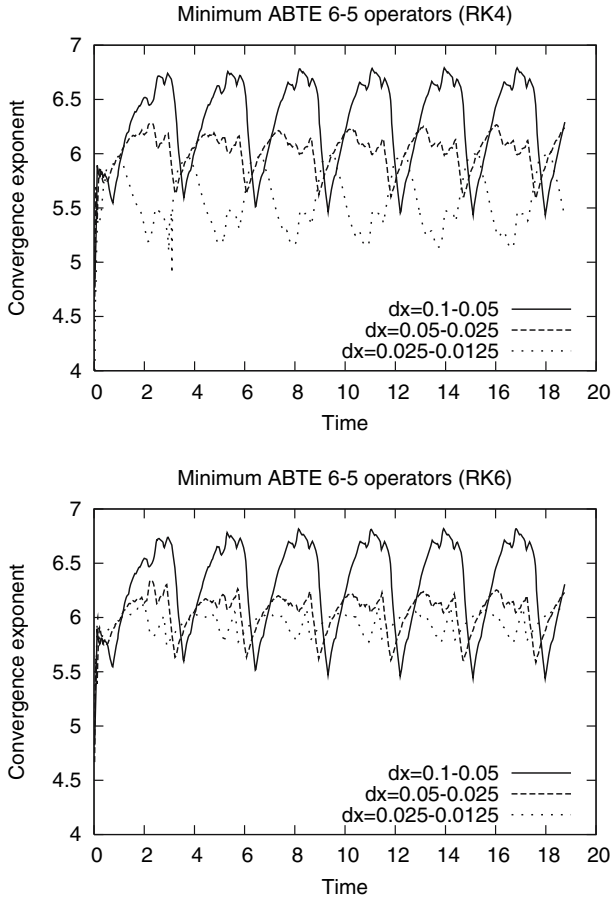 Minimum ABTE 6-5 operators (RK4)
7
6.5
6
5.5
5
4.5
4
Convergence exponent
dx=0.1-0.05
dx=0.05-0.025
dx=0.025-0.0125
0 2 4 6 8 10 12 14 16 18 20
Time
Minimum ABTE 6-5 operators (RK6)
7
6.5
6
5.5
5
4.5
4
Convergence exponent
dx=0.1-0.05
dx=0.05-0.025
dx=0.025-0.0125
0 2 4 6 8 10 12 14 16 18 20
Time